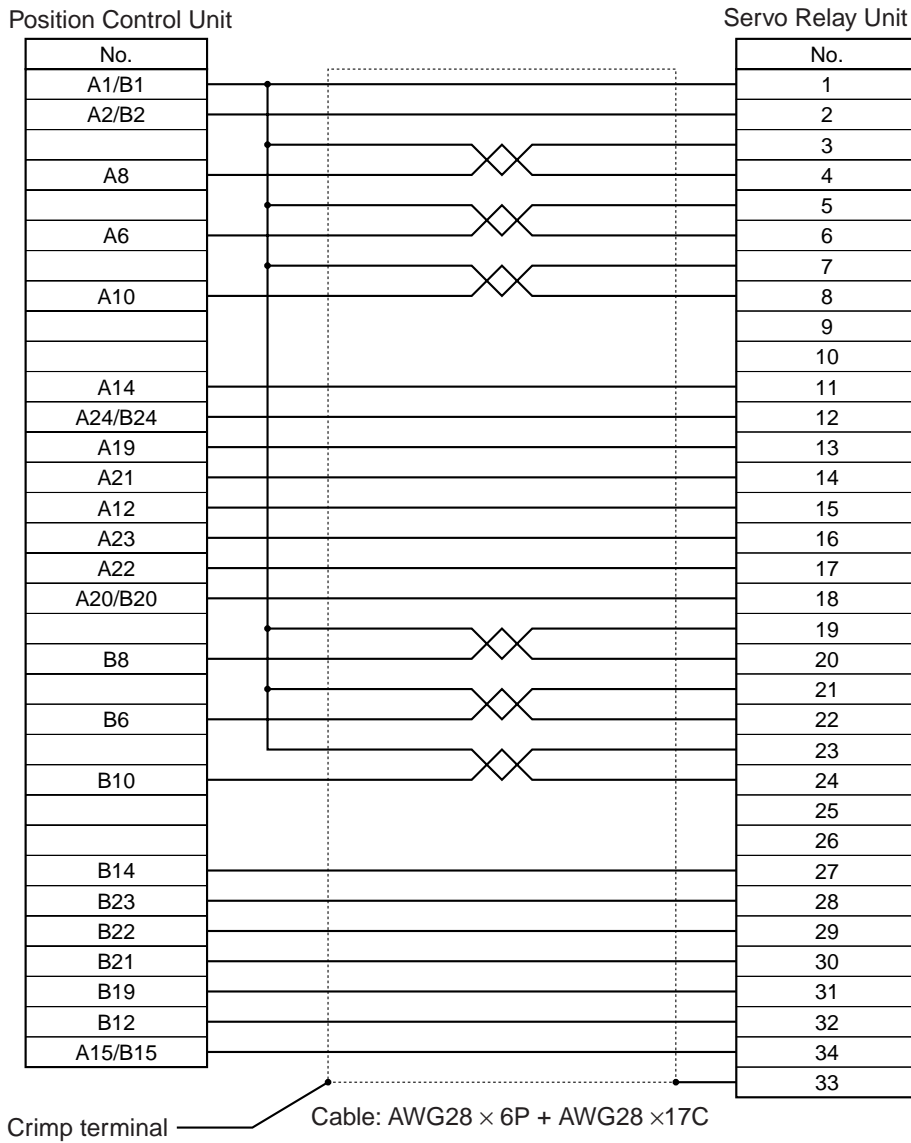 Position Control Unit Servo Relay Unit
No. No.
A1/B1 1
A2/B2 2
3
A8 4
5
A6 6
7
A10 8
9
10
A14 11
A24/B24 12
A19 13
A21 14
A12 15
A23 16
A22 17
A20/B20 18
19
B8 20
21
B6 22
23
B10 24
25
26
B14 27
B23 28
B22 29
B21 30
B19 31
B12 32
A15/B15 34
33
Crimp terminal Cable: AWG28 × 6P + AWG28 ×17C